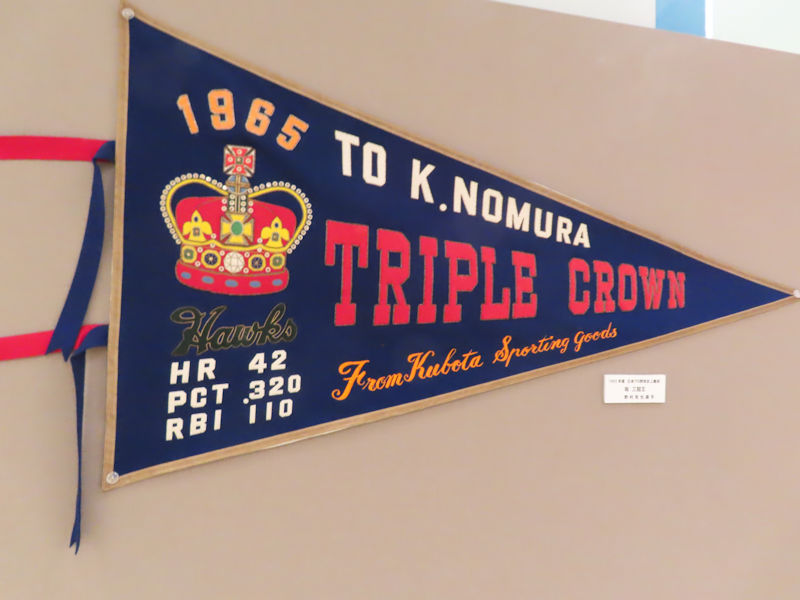 1965
TO K.NOMURA
TRIPLE CROWN
Hawks
HR 42
PCT .320
RBI 110
From Kubota Sporting Goods